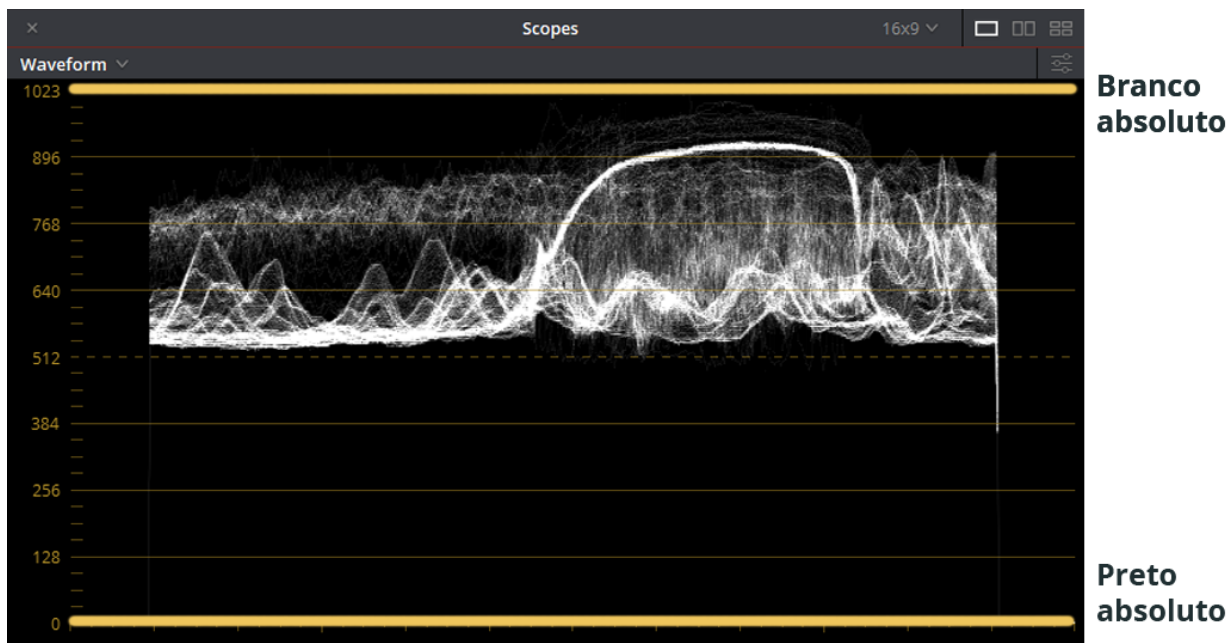 × Scopes 16x9
Waveform
1023
896
768
640
512
384
256
128
0
Branco
absoluto
Preto
absoluto